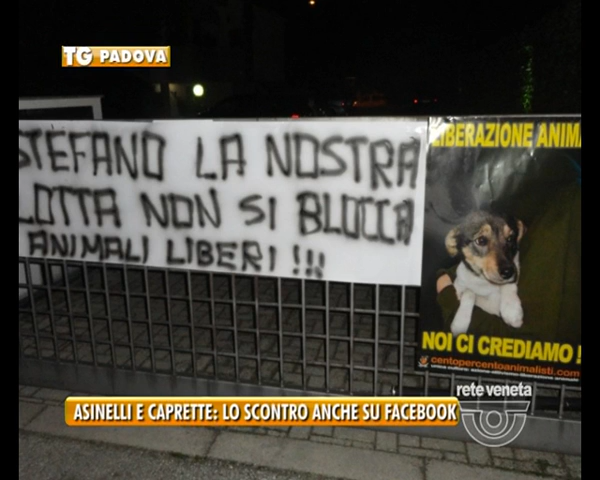 TG PADOVA
STEFANO LA NOSTRA
LOTTA NON SI BLOCCA
ANIMALI LIBERI !!!
LIBERAZIONE ANIMA
NOI CI CREDIAMO !
centopercentoanimalisti.com
rete veneta
ASINELLI E CAPRETTE: LO SCONTRO ANCHE SU FACEBOOK